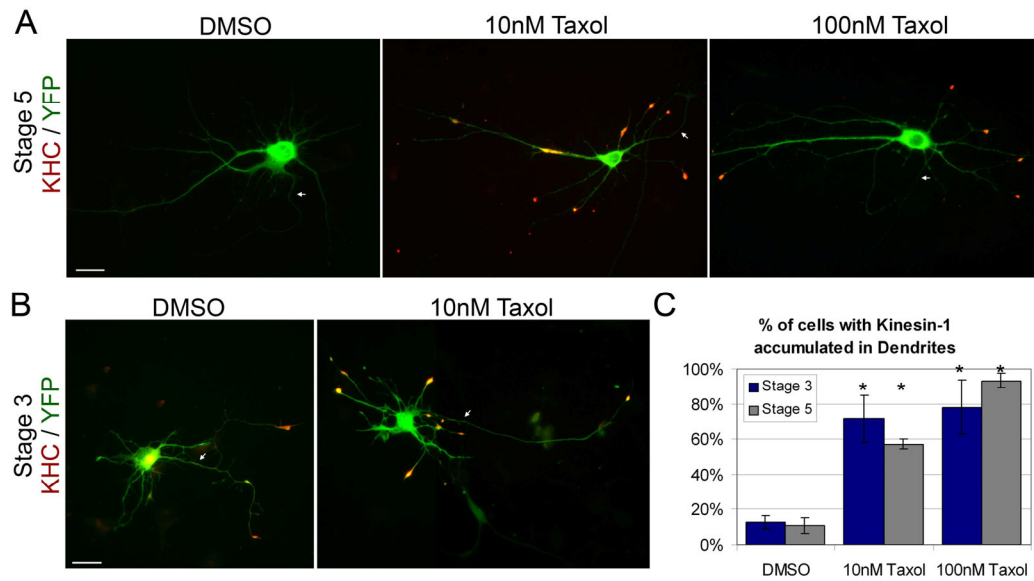 A
DMSO
10nM Taxol
100nM Taxol
Stage 5
KHC / YFP
B
DMSO
10nM Taxol
Stage 3
KHC / YFP
C
% of cells with Kinesin-1
accumulated in Dendrites
100%
80%
60%
40%
20%
0%
Stage 3
Stage 5
* * * *
DMSO
10nM Taxol
100nM Taxol